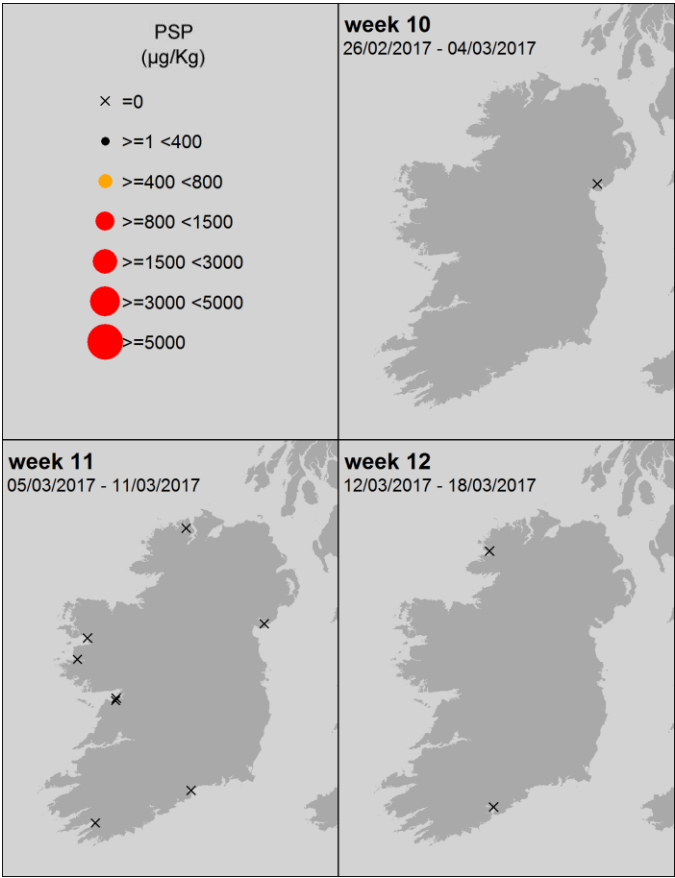 PSP
(µg/Kg)
=0
>=1 <400
>=400 <800
>=800 <1500
>=1500 <3000
>=3000 <5000
>=5000
week 10
26/02/2017 - 04/03/2017
week 11
05/03/2017 - 11/03/2017
week 12
12/03/2017 - 18/03/2017